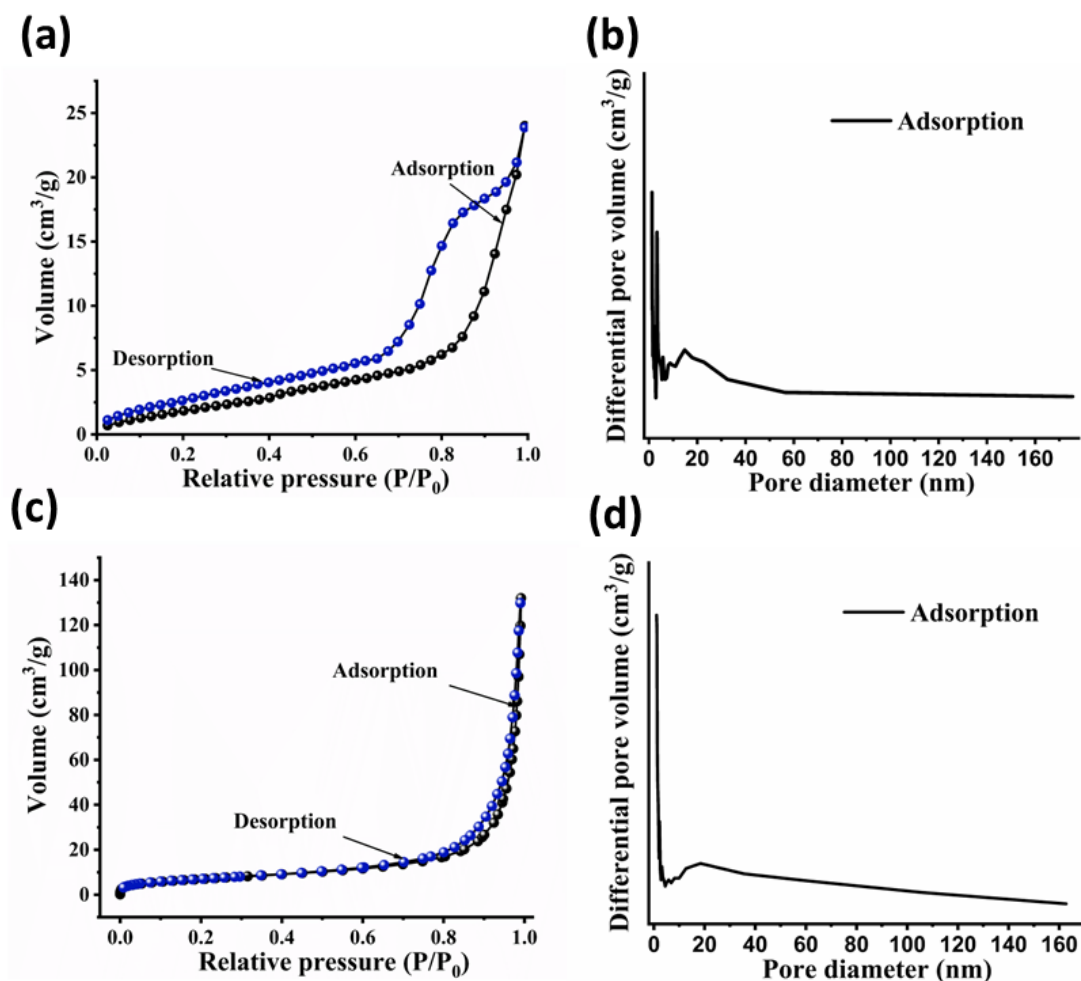 (a)
Volume (cm³/g)
25
20
15
10
5
0
Adsorption
Desorption
0.0 0.2 0.4 0.6 0.8 1.0
Relative pressure (P/P₀)
(b)
Differential pore volume (cm³/g)
Adsorption
0 20 40 60 80 100 120 140 160
Pore diameter (nm)
(c)
Volume (cm³/g)
140
120
100
80
60
40
20
0
Adsorption
Desorption
0.0 0.2 0.4 0.6 0.8 1.0
Relative pressure (P/P₀)
(d)
Differential pore volume (cm³/g)
Adsorption
0 20 40 60 80 100 120 140 160
Pore diameter (nm)